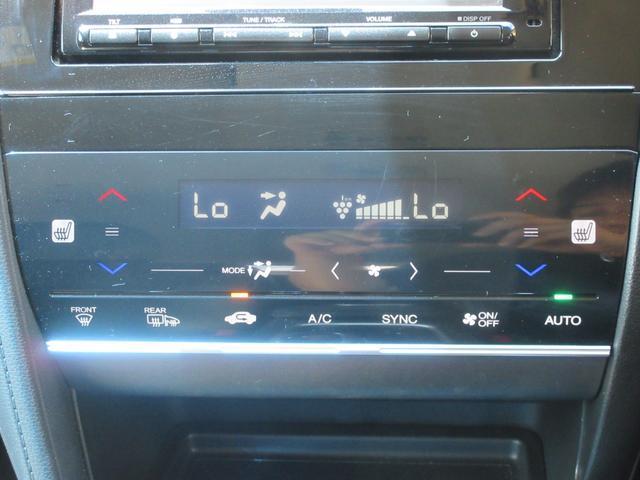 TILT TUNE / TRACK VOLUME DISP OFF
Lo Lo
MODE
FRONT REAR A/C SYNC ON/OFF AUTO